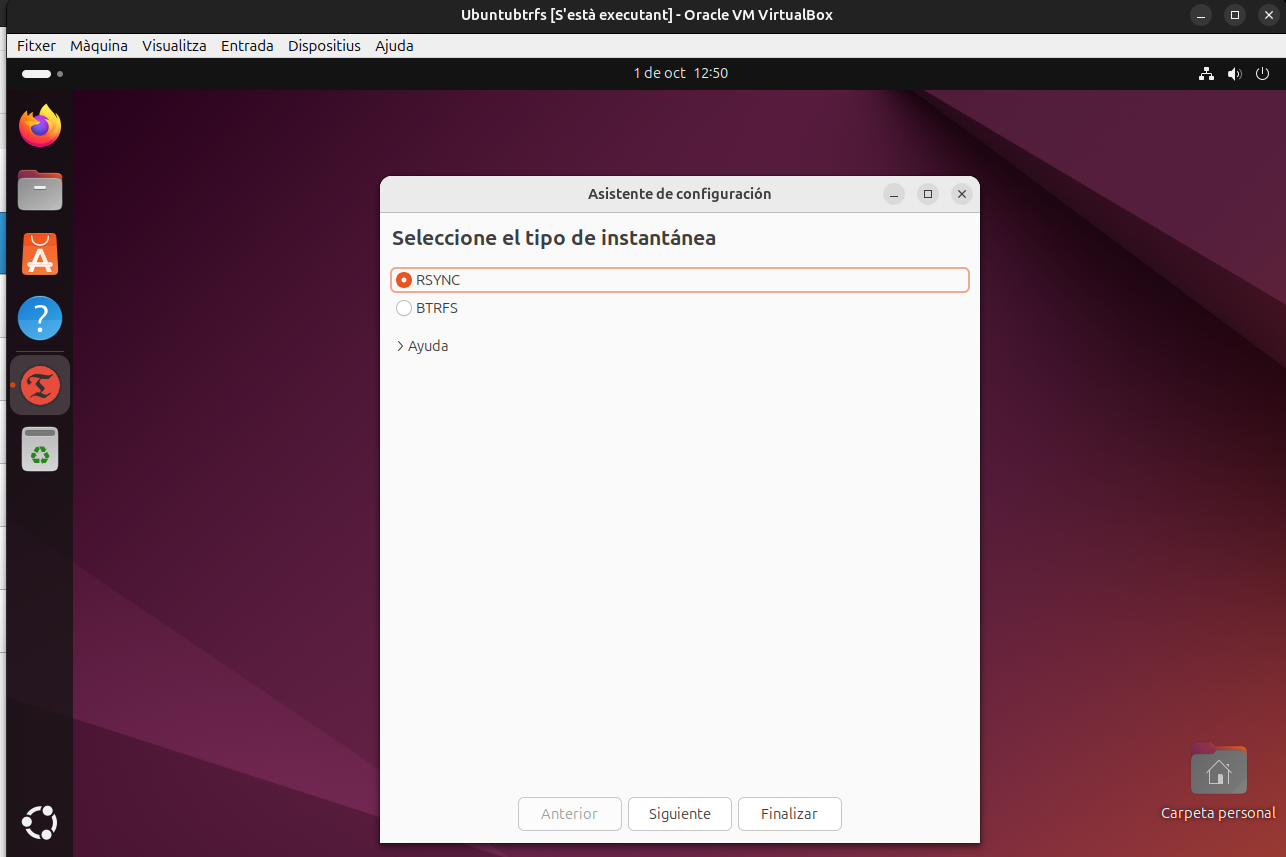 Ubuntubtrfs [S'està executant] - Oracle VM VirtualBox
Fitxer Màquina Visualitza Entrada Dispositius Ajuda
1 de oct 12:50
Asistente de configuración
Seleccione el tipo de instantánea
RSYNC
BTRFS
Ayuda
Anterior Siguiente Finalizar
Carpeta personal